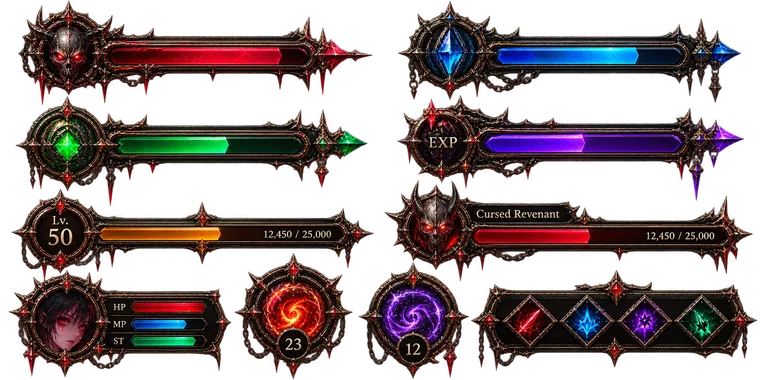 EXP
Lv.
50
12,450 / 25,000
Cursed Revenant
12,450 / 25,000
HP
MP
ST
23
12